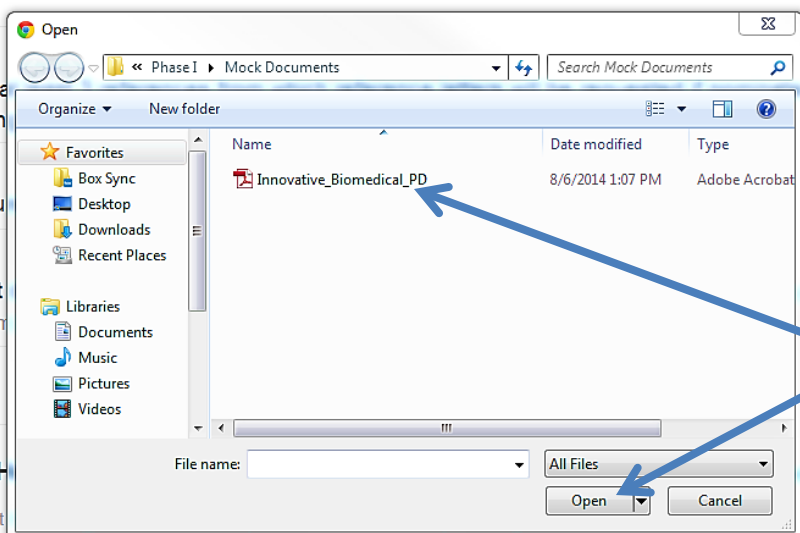 Open
« Phase I ▸ Mock Documents
Search Mock Documents
Organize
New folder
Name
Date modified
Type
Favorites
Innovative_Biomedical_PD
8/6/2014 1:07 PM
Adobe Acrobat
Box Sync
Desktop
Downloads
Recent Places
Libraries
Documents
Music
Pictures
Videos
File name:
All Files
Open
Cancel